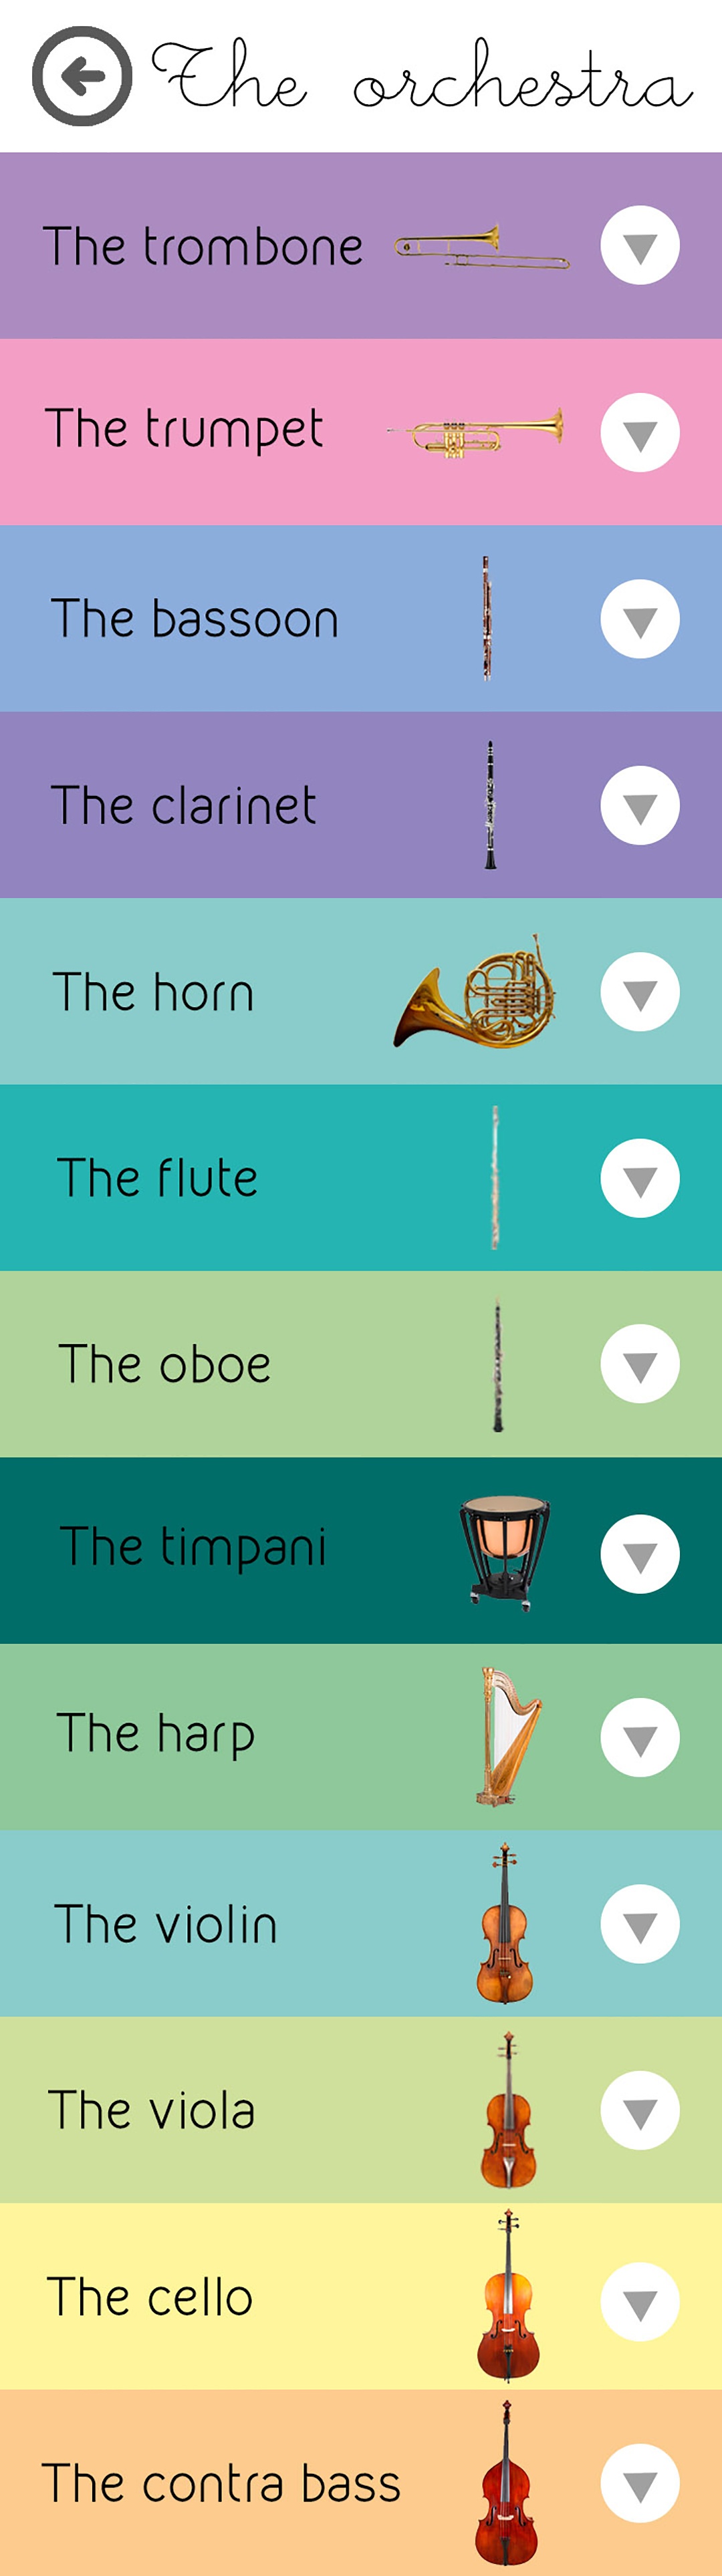 The orchestra
The trombone
The trumpet
The bassoon
The clarinet
The horn
The flute
The oboe
The timpani
The harp
The violin
The viola
The cello
The contra bass